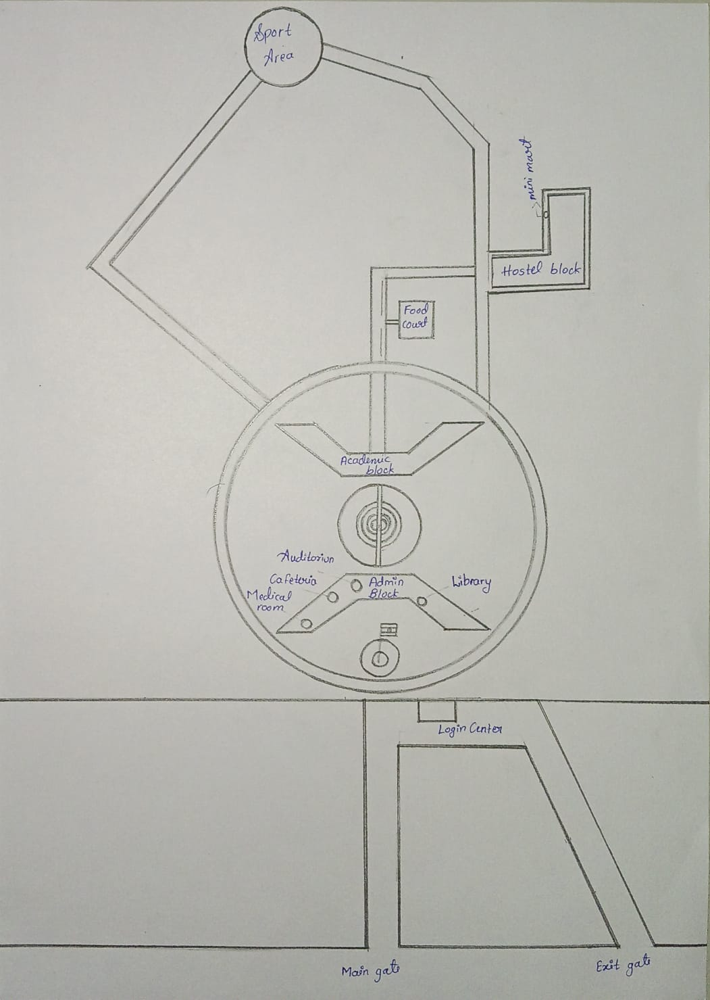 Sport
Area
mini mart
Hostel block
Food
court
Academic
block
Auditoriun
Cafeteria
Medical
room
Admin
Block
Library
Login Center
Main gate
Exit gate